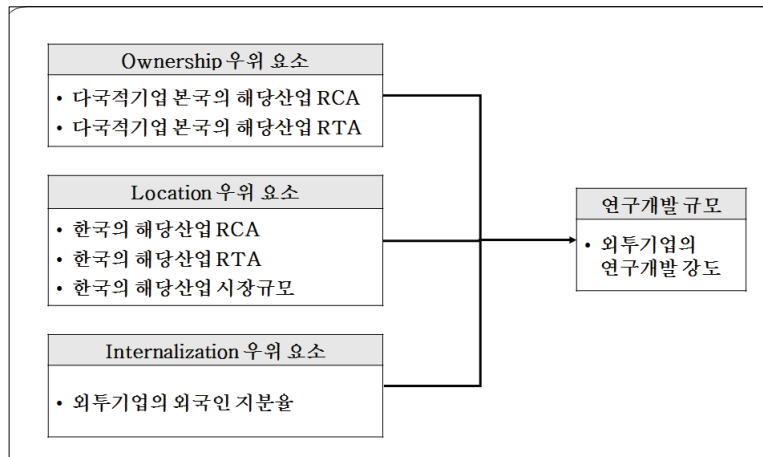 Ownership 우위 요소
• 다국적기업 본국의 해당산업 RCA
• 다국적기업 본국의 해당산업 RTA
Location 우위 요소
• 한국의 해당산업 RCA
• 한국의 해당산업 RTA
• 한국의 해당산업 시장규모
Internalization 우위 요소
• 외투기업의 외국인 지분율
연구개발 규모
• 외투기업의
연구개발 강도